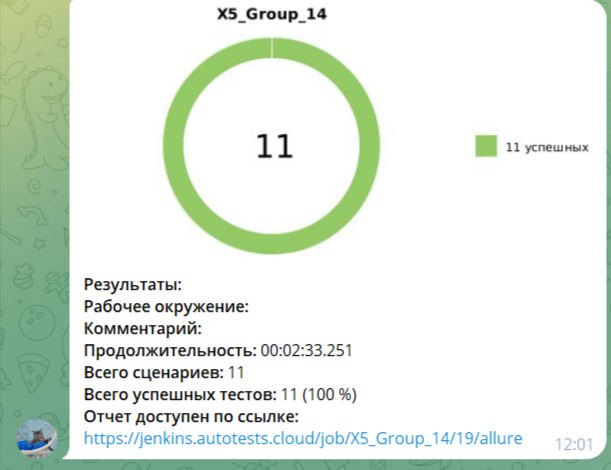 X5_Group_14
11
11 успешных
Результаты:
Рабочее окружение:
Комментарий:
Продолжительность: 00:02:33.251
Всего сценариев: 11
Всего успешных тестов: 11 (100 %)
Отчет доступен по ссылке:
https://jenkins.autotests.cloud/job/X5_Group_14/19/allure
12:01